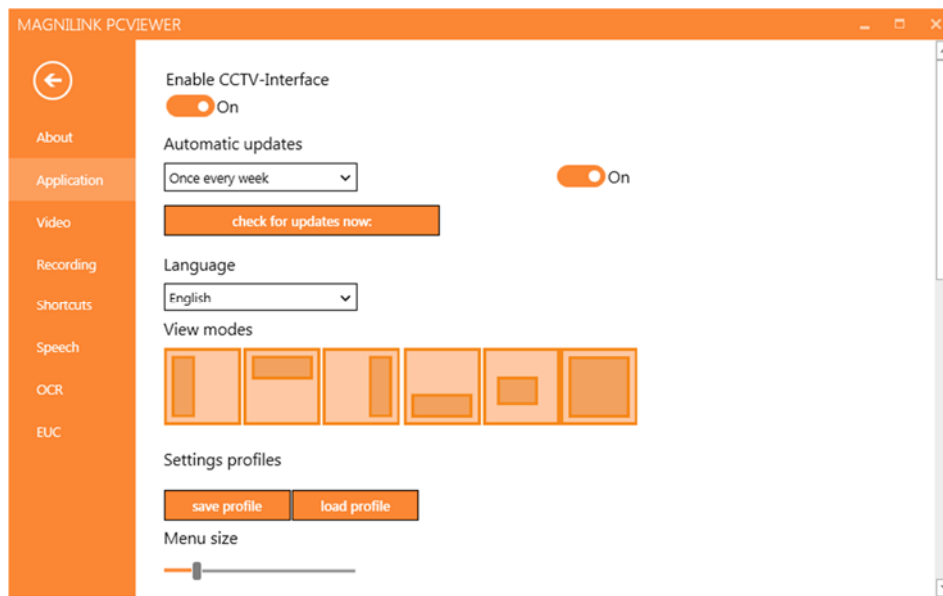 MAGNILINK PCVIEWER
Enable CCTV-Interface
On
About
Automatic updates
Application
Once every week
On
Video
check for updates now:
Recording
Language
Shortcuts
English
View modes
Speech
OCR
EUC
Settings profiles
save profile
load profile
Menu size